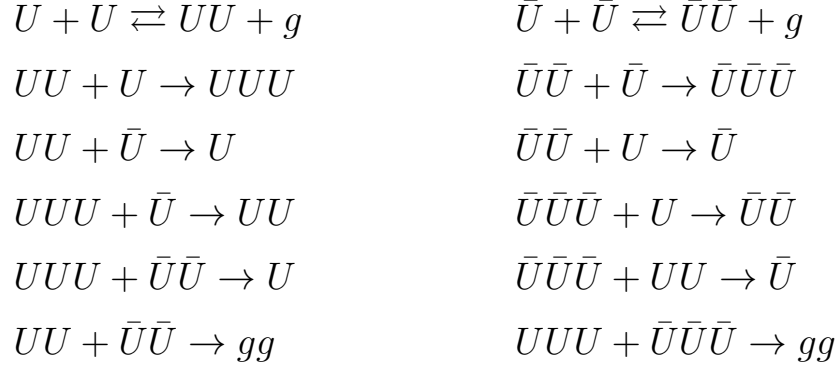 U + U ⇄ UU + g    Ū + Ū ⇄ ŪŪ + g
UU + U → UUU    ŪŪ + Ū → ŪŪŪ
UU + Ū → U    ŪŪ + U → Ū
UUU + Ū → UU    ŪŪŪ + U → ŪŪ
UUU + ŪŪ → U    ŪŪŪ + UU → Ū
UU + ŪŪ → gg    UUU + ŪŪŪ → gg